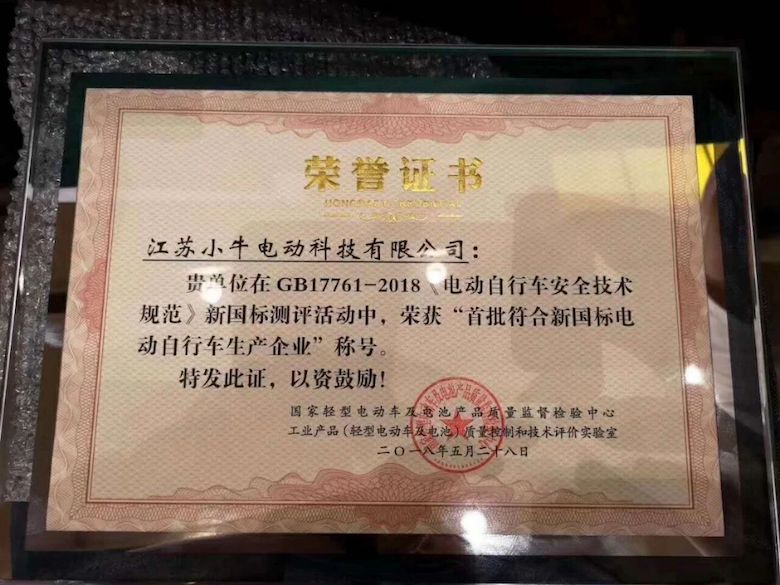 荣誉证书
江苏小牛电动科技有限公司：
贵单位在GB17761-2018《电动自行车安全技术
规范》新国标测评活动中，荣获“首批符合新国标电
动自行车生产企业”称号。
特发此证，以资鼓励！
国家轻型电动车及电池产品质量监督检验中心
工业产品（轻型电动车及电池）质量控制和技术评价实验室
二〇一八年五月二十八日